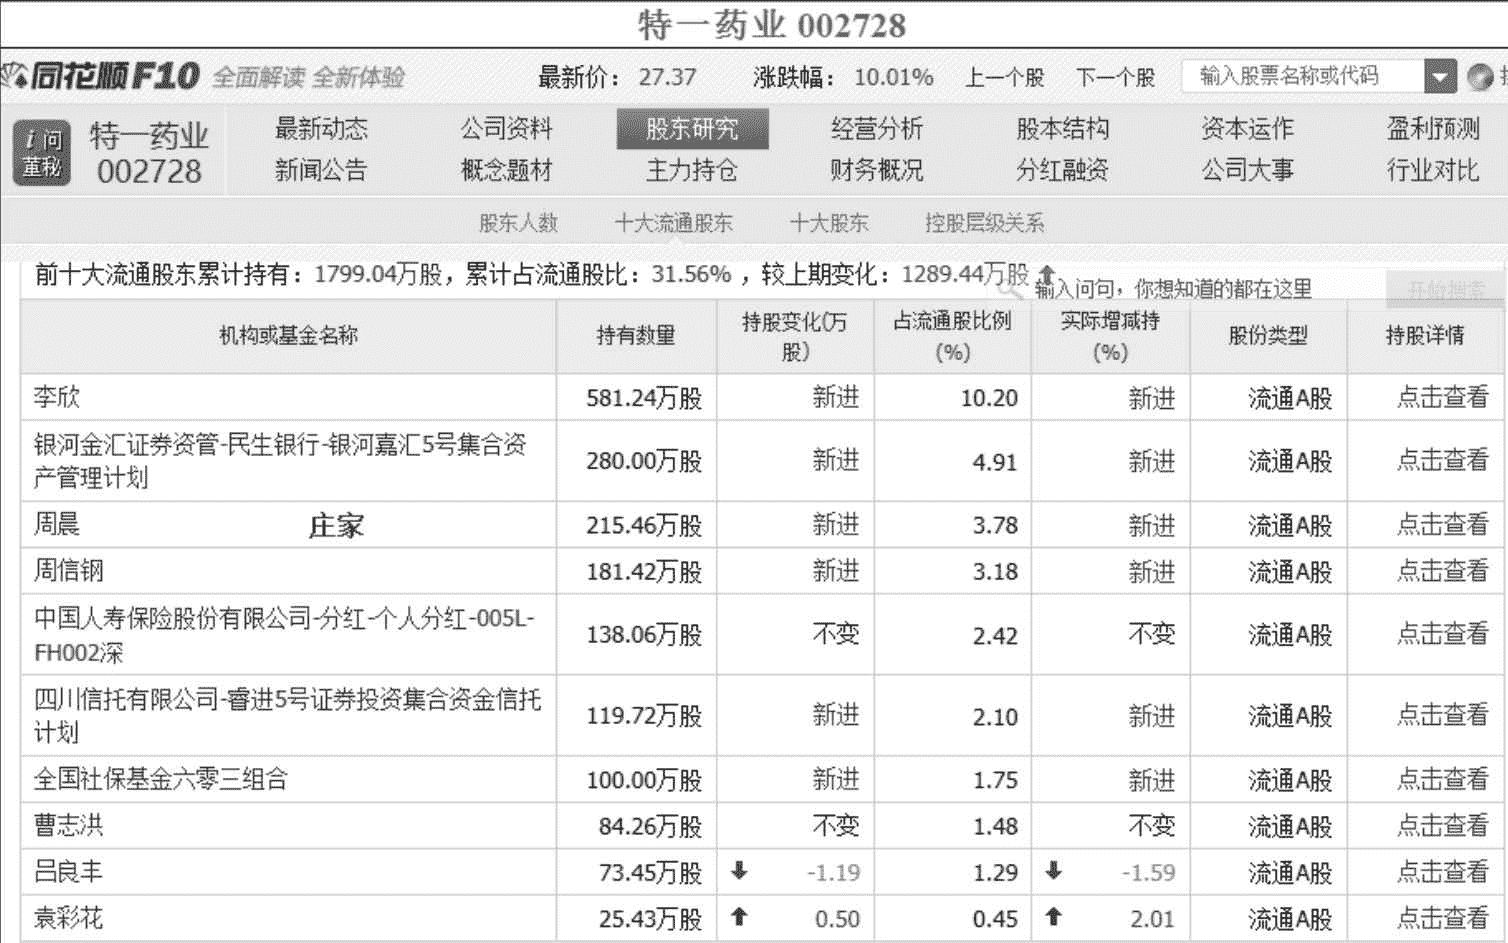 特一药业 002728
同花顺F10 全面解读 全新体验 最新价：27.37 涨跌幅：10.01% 上一个股 下一个股 输入股票名称或代码
i 问 董秘 特一药业 002728
最新动态 公司资料 股东研究 经营分析 股本结构 资本运作 盈利预测
新闻公告 概念题材 主力持仓 财务概况 分红融资 公司大事 行业对比
股东人数 十大流通股东 十大股东 控股层级关系
前十大流通股东累计持有：1799.04万股，累计占流通股比：31.56%，较上期变化：1289.44万股 ↑
输入问句，你想知道的都在这里 开始搜索
机构或基金名称 持有数量 持股变化(万股) 占流通股比例(%) 实际增减持(%) 股份类型 持股详情
李欣 581.24万股 新进 10.20 新进 流通A股 点击查看
银河金汇证券资管-民生银行-银河嘉汇5号集合资
产管理计划 280.00万股 新进 4.91 新进 流通A股 点击查看
周晨 庄家 215.46万股 新进 3.78 新进 流通A股 点击查看
周信钢 181.42万股 新进 3.18 新进 流通A股 点击查看
中国人寿保险股份有限公司-分红-个人分红-005L-
FH002深 138.06万股 不变 2.42 不变 流通A股 点击查看
四川信托有限公司-睿进5号证券投资集合资金信托
计划 119.72万股 新进 2.10 新进 流通A股 点击查看
全国社保基金六零三组合 100.00万股 新进 1.75 新进 流通A股 点击查看
曹志洪 84.26万股 不变 1.48 不变 流通A股 点击查看
吕良丰 73.45万股 ↓ -1.19 1.29 ↓ -1.59 流通A股 点击查看
袁彩花 25.43万股 ↑ 0.50 0.45 ↑ 2.01 流通A股 点击查看